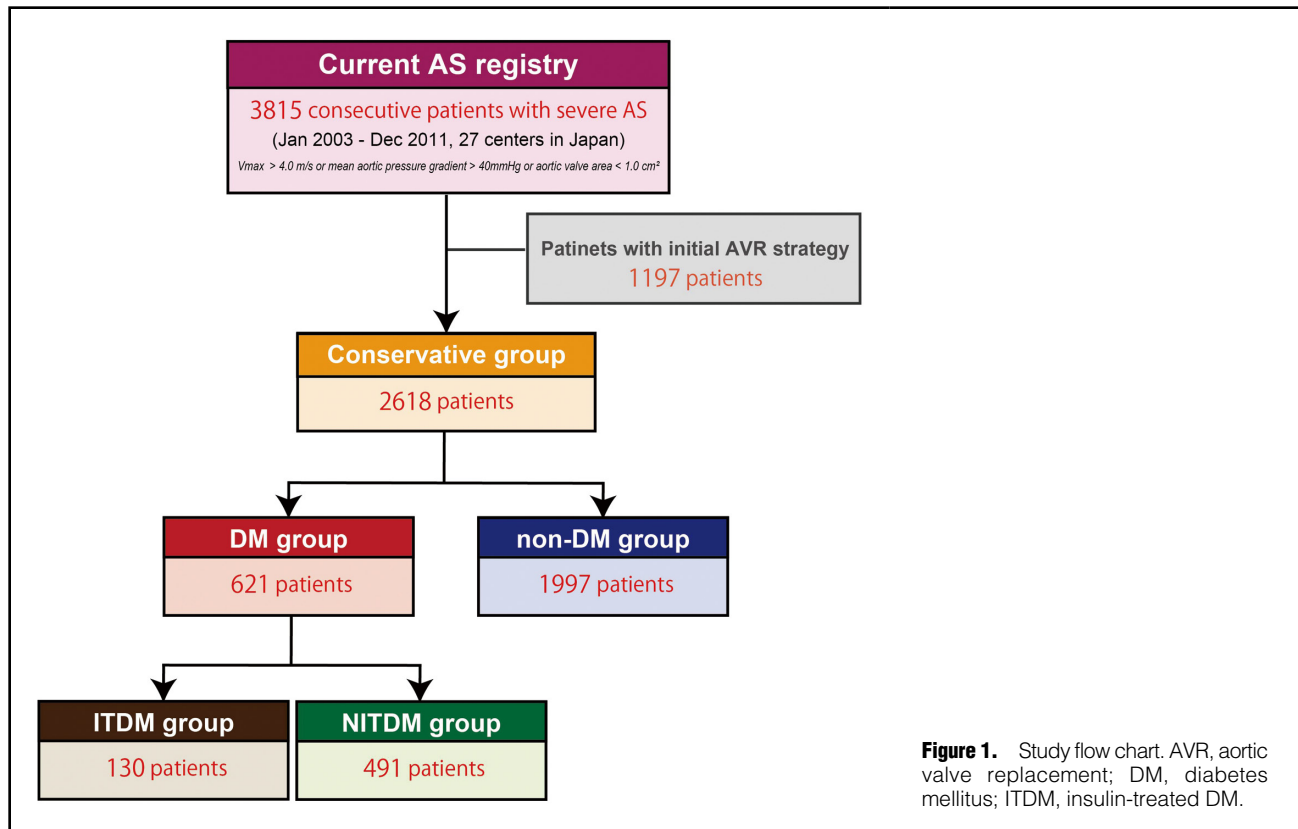 Current AS registry
3815 consecutive patients with severe AS
(Jan 2003 - Dec 2011, 27 centers in Japan)
Vmax > 4.0 m/s or mean aortic pressure gradient > 40mmHg or aortic valve area < 1.0 cm²
Patinets with initial AVR strategy
1197 patients
Conservative group
2618 patients
DM group
621 patients
non-DM group
1997 patients
ITDM group
130 patients
NITDM group
491 patients
Figure 1. Study flow chart. AVR, aortic
valve replacement; DM, diabetes
mellitus; ITDM, insulin-treated DM.